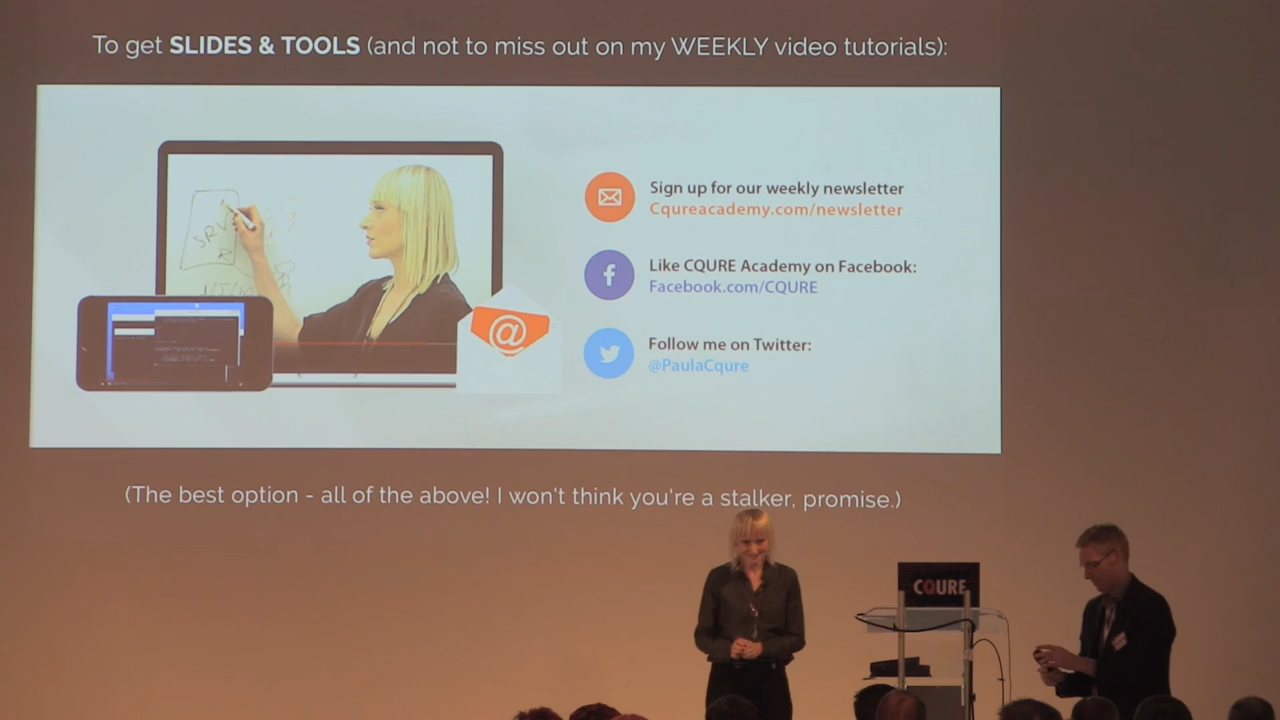 To get SLIDES & TOOLS (and not to miss out on my WEEKLY video tutorials):
SRV
Sign up for our weekly newsletter
Cqureacademy.com/newsletter
Like CQURE Academy on Facebook:
Facebook.com/CQURE
Follow me on Twitter:
@PaulaCqure
(The best option - all of the above! I won't think you're a stalker, promise.)
CQURE